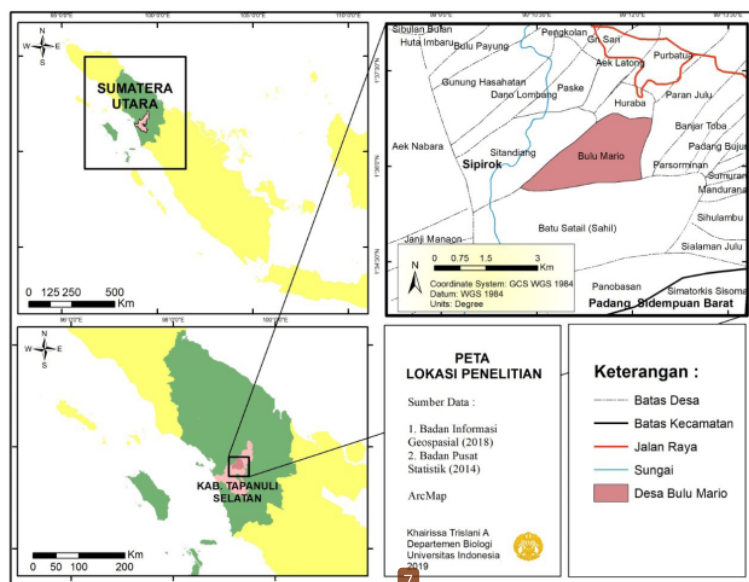 N
W E
S
SUMATERA
UTARA
0 125 250 500
Km
N
W E
S
KAB. TAPANULI
SELATAN
Km
0 50 100 200
Sibulan Bulan
Huta Imbaru
Bulu Payung
Pengkolan
Gn Sari
Purbatua
Aek Latong
Gunung Hasahatan
Dano Lombang
Paske
Paran Julu
Huraba
Banjar Toba
Aek Nabara
Sitandiang
Bulu Mario
Sipirok
Parsorminan
Sihulambu
Batu Satail (Sahil)
Janji Manaon
Sialaman Julu
N
0 0.75 1.5 3
Km
Coordinate System: GCS WGS 1984
Datum: WGS 1984
Units: Degree
Panobasan
Simatorkis Sisoma
Padang Sidempuan Barat
PETA
LOKASI PENELITIAN
Sumber Data :
1. Badan Informasi
Geospasial (2018)
2. Badan Pusat
Statistik (2014)
ArcMap
Khairissa Trislani A
Departemen Biologi
Universitas Indonesia
2019
Keterangan :
Batas Desa
Batas Kecamatan
Jalan Raya
Sungai
Desa Bulu Mario
7